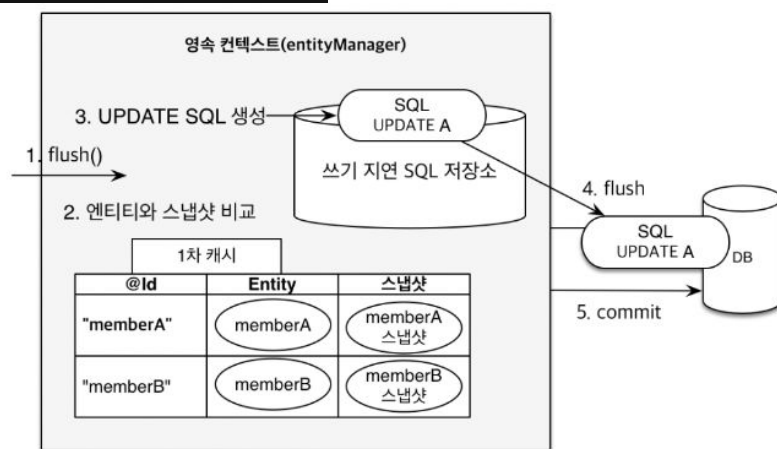 영속 컨텍스트(entityManager)
3. UPDATE SQL 생성
SQL
UPDATE A
1. flush()
쓰기 지연 SQL 저장소
4. flush
2. 엔티티와 스냅샷 비교
SQL
UPDATE A
DB
1차 캐시
@Id Entity 스냅샷
5. commit
"memberA" memberA memberA
스냅샷
"memberB" memberB memberB
스냅샷